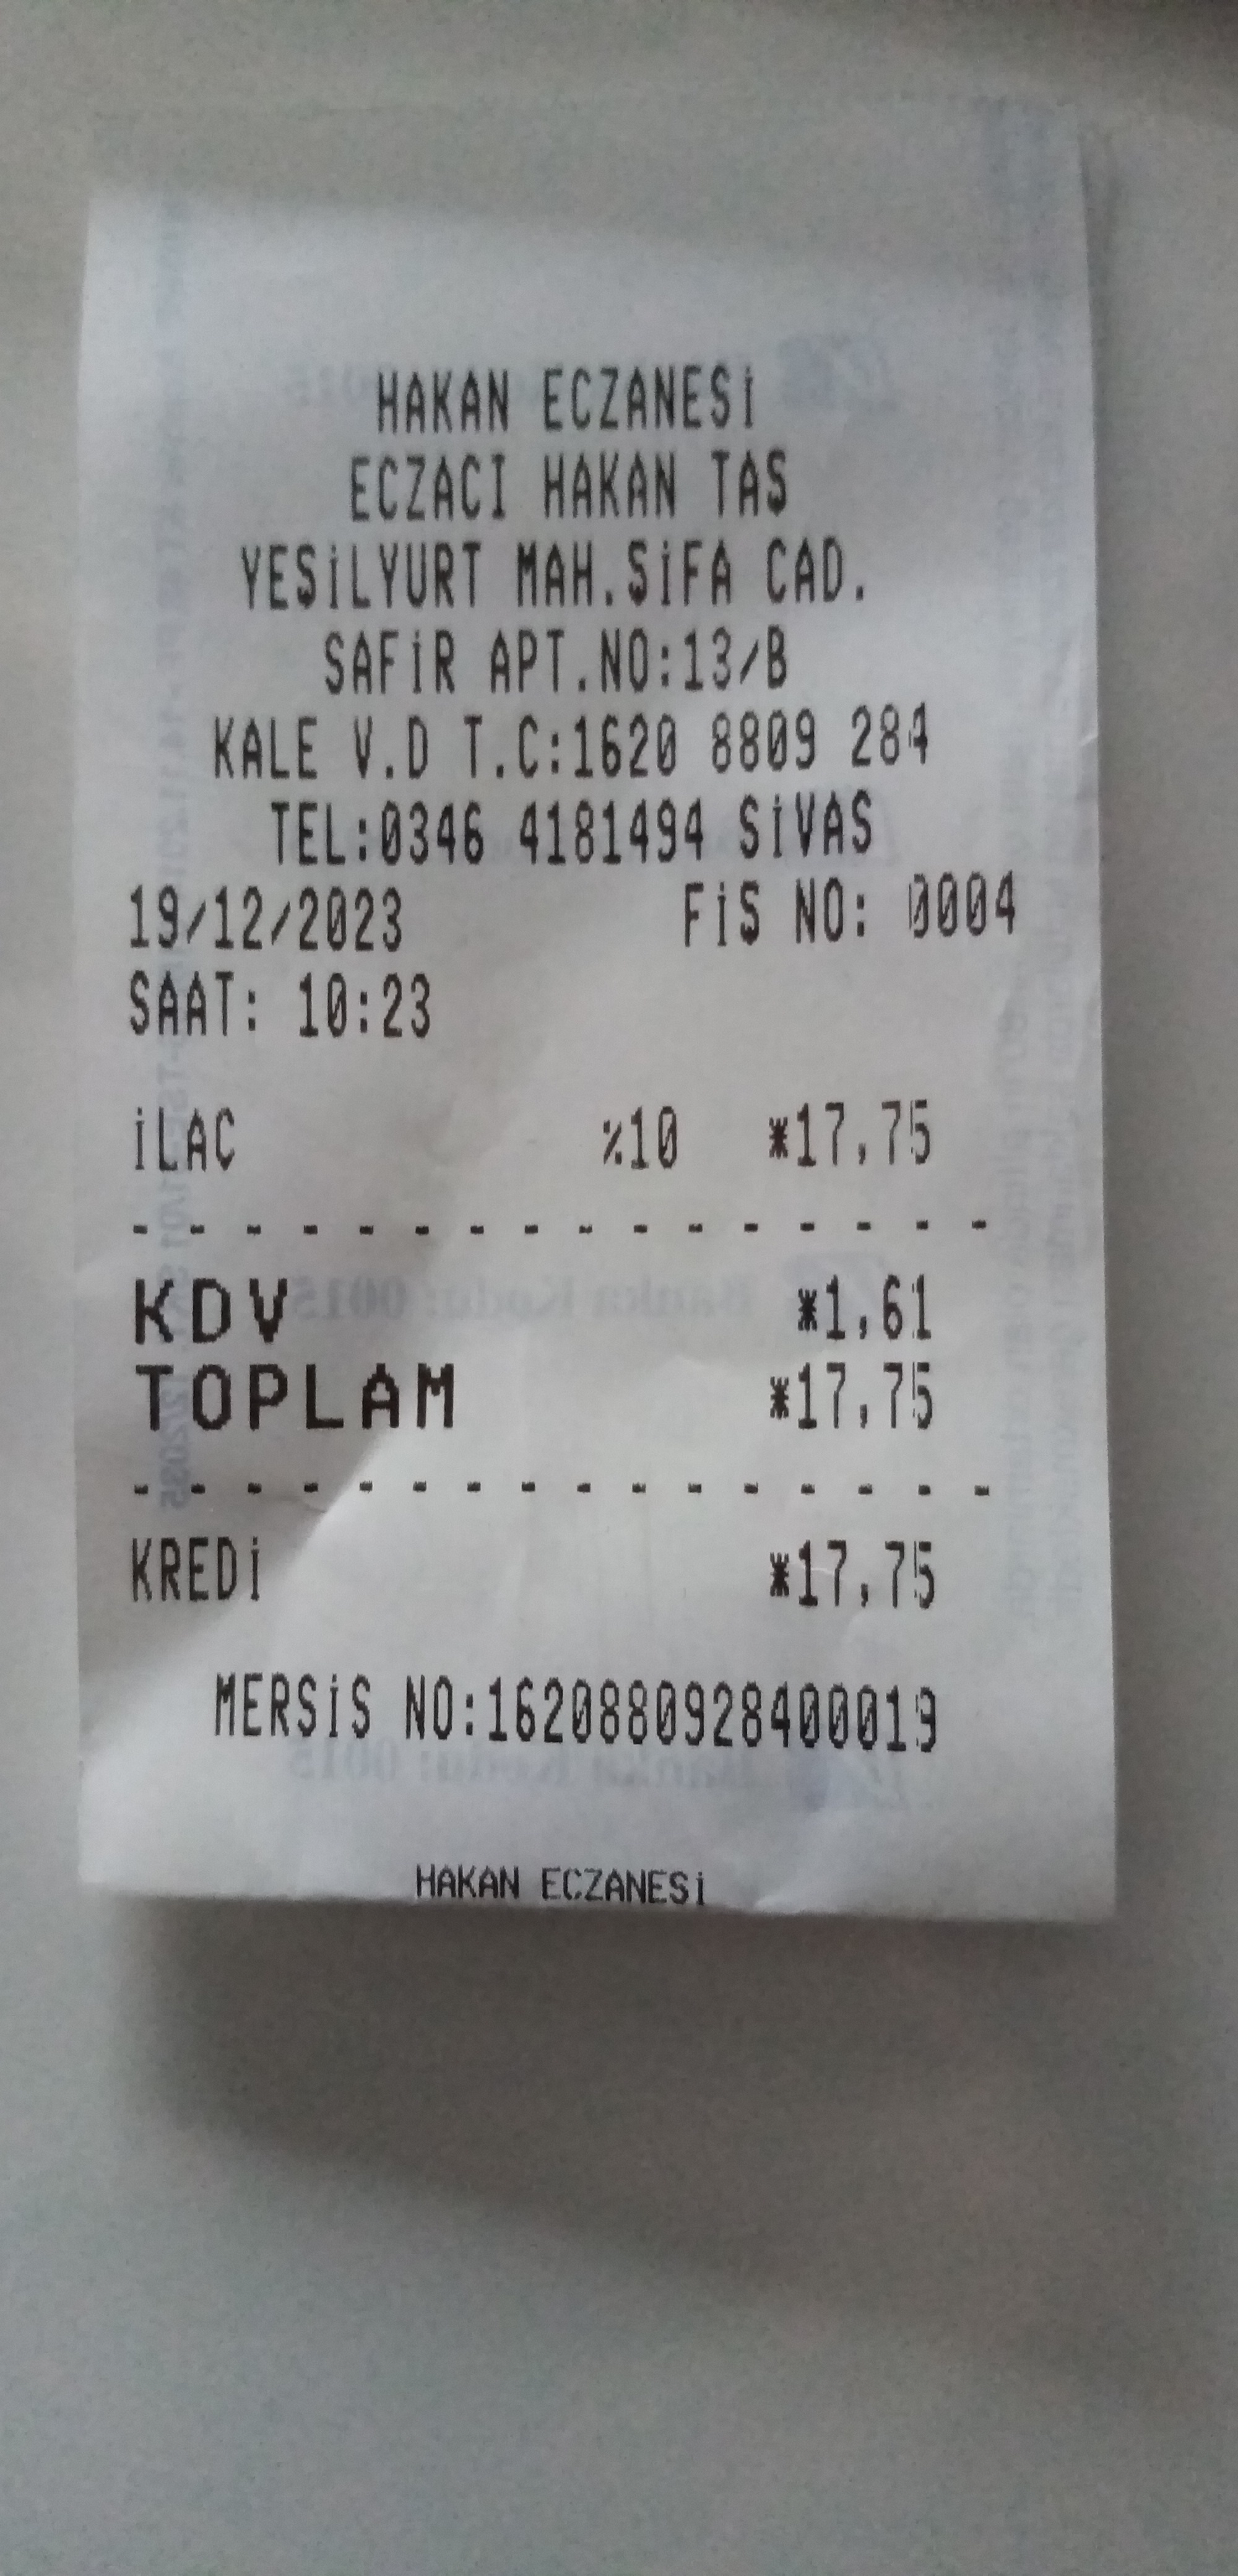 HAKAN ECZANESİ
ECZACI HAKAN TAŞ
YEŞİLYURT MAH.ŞİFA CAD.
SAFİR APT.NO:13/B
KALE V.D T.C:1620 8809 284
TEL:0346 4181494 SİVAS
19/12/2023 FİŞ NO: 0004
SAAT: 10:23
İLAÇ %10 *17,75
- - - - - - - - - - - - - - - -
KDV *1,61
TOPLAM *17,75
- - - - - - - - - - - - - - - -
KREDİ *17,75
MERSİS NO:1620880928400019
HAKAN ECZANESİ